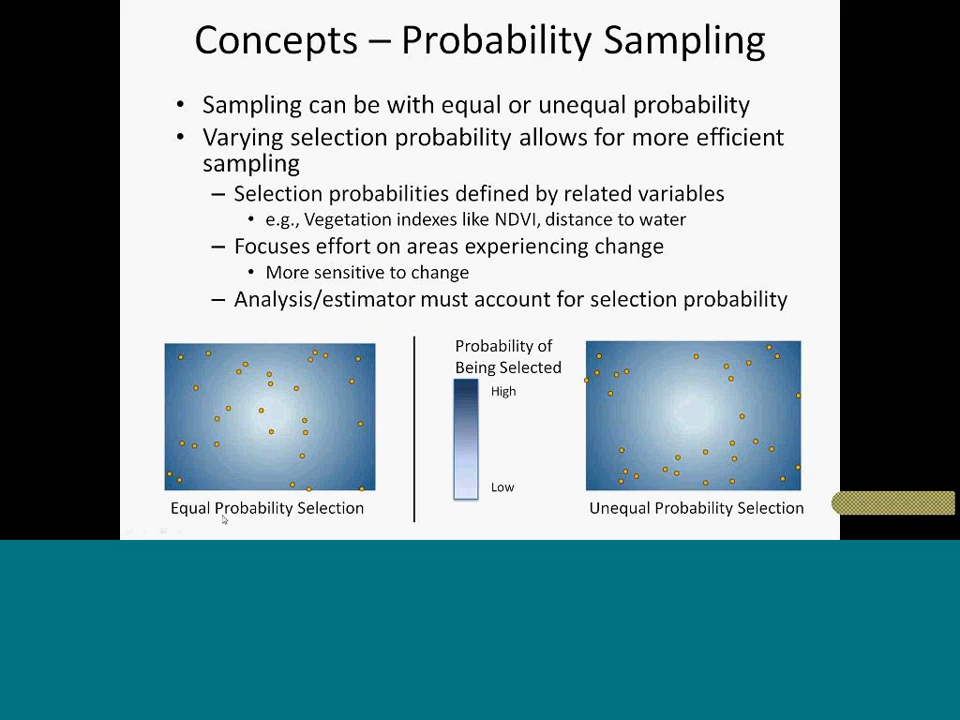 Concepts – Probability Sampling
• Sampling can be with equal or unequal probability
• Varying selection probability allows for more efficient
sampling
– Selection probabilities defined by related variables
• e.g., Vegetation indexes like NDVI, distance to water
– Focuses effort on areas experiencing change
• More sensitive to change
– Analysis/estimator must account for selection probability
Probability of
Being Selected
High
Low
Equal Probability Selection
Unequal Probability Selection